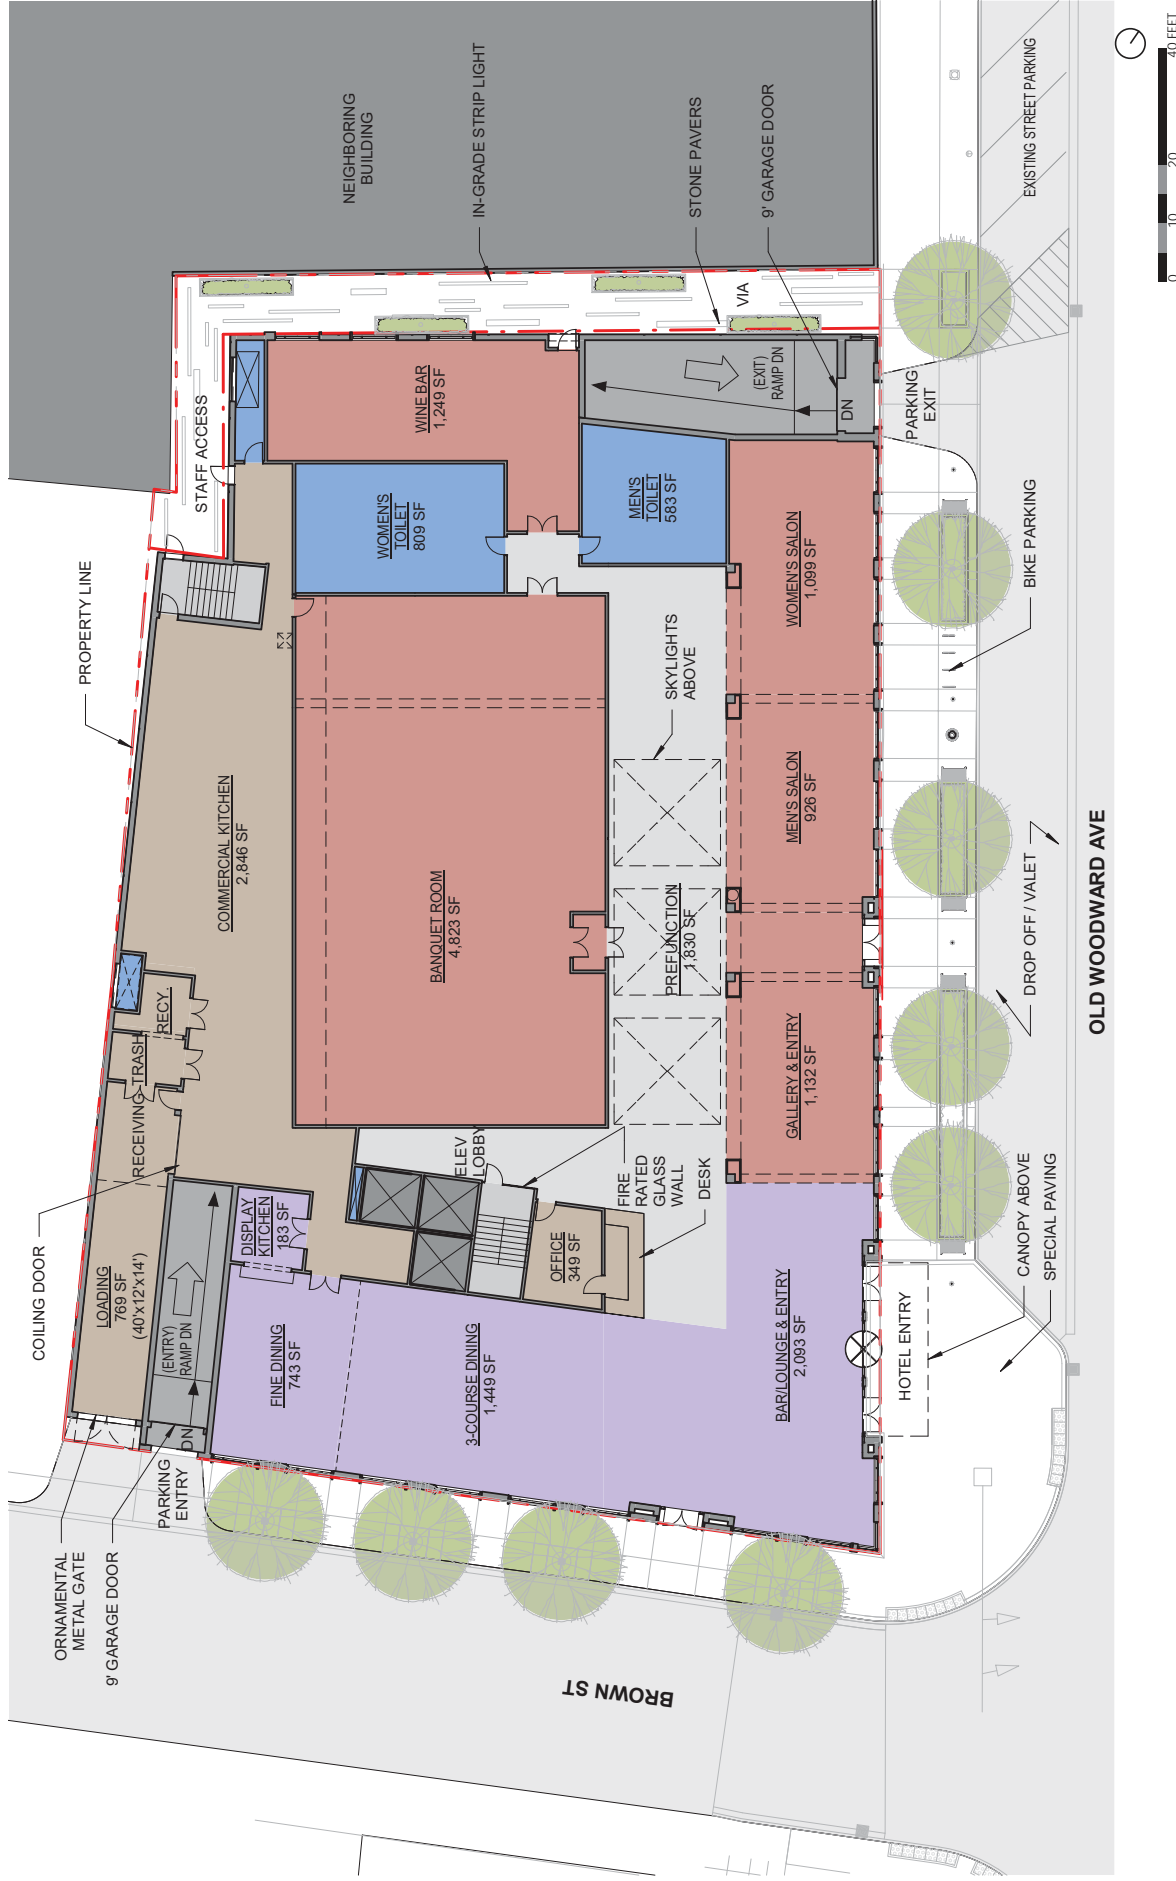 PROPERTY LINE
COILING DOOR
ORNAMENTAL
METAL GATE
9' GARAGE DOOR
PARKING
ENTRY
DN
(ENTRY)
RAMP DN
LOADING
769 SF
(40'x12'x14')
RECEIVING
TRASH
RECY.
COMMERCIAL KITCHEN
2,846 SF
STAFF ACCESS
NEIGHBORING
BUILDING
IN-GRADE STRIP LIGHT
STONE PAVERS
9' GARAGE DOOR
VIA
WINE BAR
1,249 SF
WOMEN'S
TOILET
809 SF
MEN'S
TOILET
583 SF
(EXIT)
RAMP DN
DN
PARKING
EXIT
DISPLAY
KITCHEN
183 SF
FINE DINING
743 SF
3-COURSE DINING
1,449 SF
ELEV
LOBBY
OFFICE
349 SF
FIRE
RATED
GLASS
WALL
DESK
BANQUET ROOM
4,823 SF
SKYLIGHTS
ABOVE
PREFUNCTION
1,830 SF
BAR/LOUNGE & ENTRY
2,093 SF
GALLERY & ENTRY
1,132 SF
MEN'S SALON
926 SF
WOMEN'S SALON
1,099 SF
HOTEL ENTRY
CANOPY ABOVE
SPECIAL PAVING
DROP OFF / VALET
BIKE PARKING
EXISTING STREET PARKING
BROWN ST
OLD WOODWARD AVE
0 10 20 40 FEET